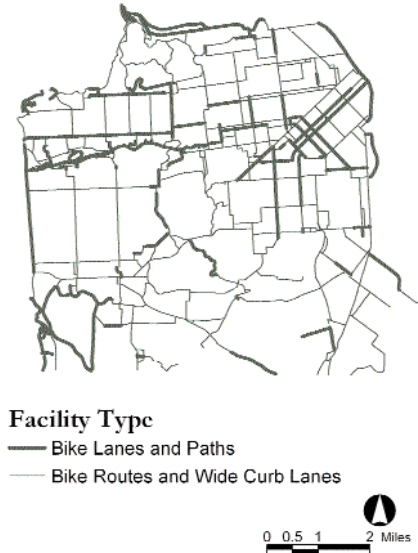 Facility Type
Bike Lanes and Paths
Bike Routes and Wide Curb Lanes
0 0.5 1 2 Miles